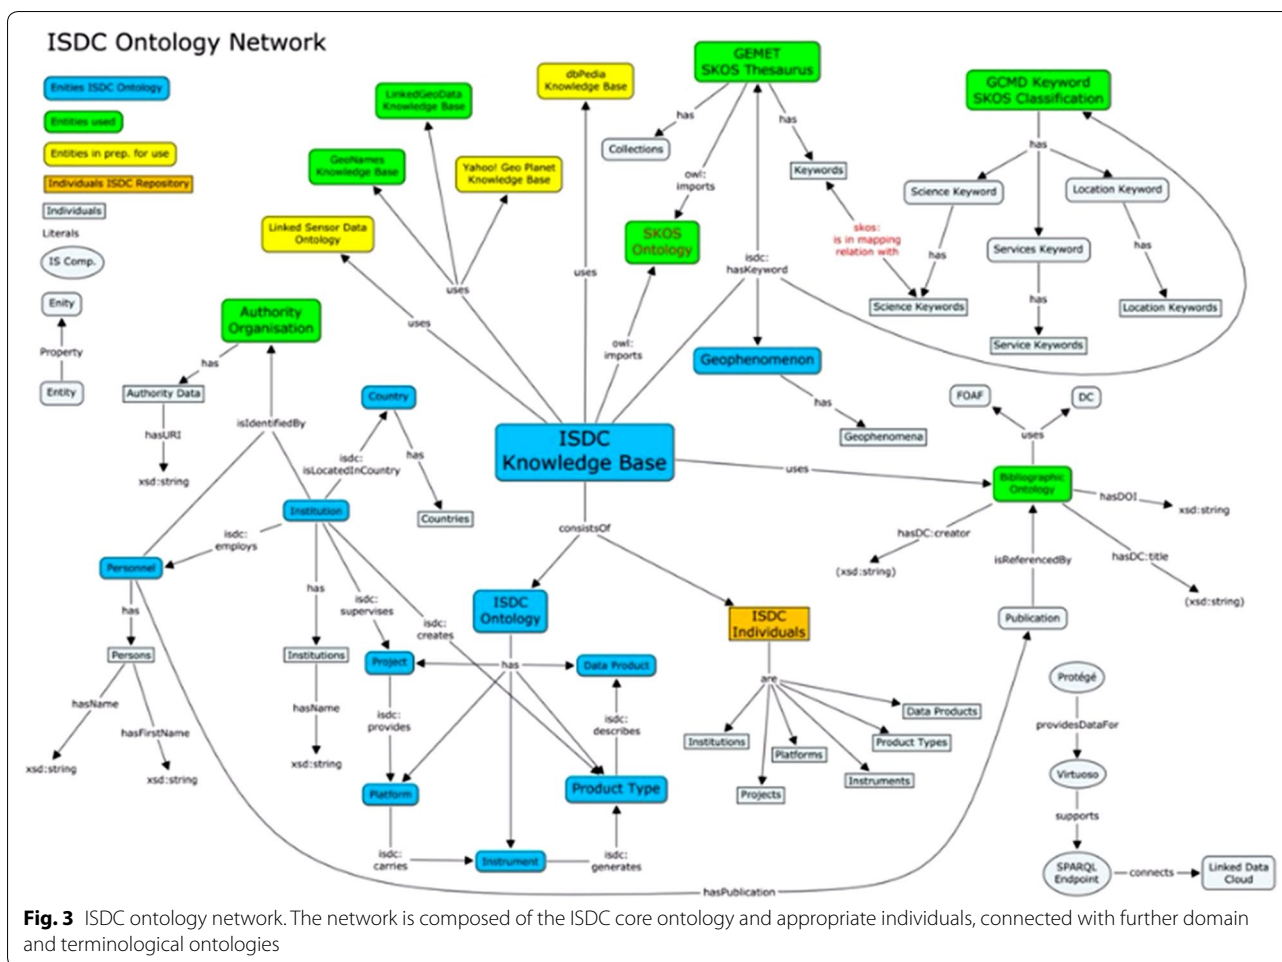 ISDC Ontology Network
Enities ISDC Ontology
Entities used
Entities in prep. for use
Individuals ISDC Repository
Individuals
Literals
IS Comp.
Enity
Property
Entity
LinkedGeoData
Knowledge Base
dbPedia
Knowledge Base
GeoNames
Knowledge Base
Yahoo! Geo Planet
Knowledge Base
Linked Sensor Data
Ontology
uses
uses
uses
GEMET
SKOS Thesaurus
has
Collections
owl:
imports
has
Keywords
SKOS
Ontology
isdc:
hasKeyword
skos:
is in mapping
relation with
owl:
imports
GCMD Keyword
SKOS Classification
has
Science Keyword
Location Keyword
Services Keyword
has
has
has
Science Keywords
Location Keywords
Service Keywords
Geophenomenon
has
Geophenomena
Authority
Organisation
has
Authority Data
hasURI
xsd:string
isIdentifiedBy
Country
isdc:
isLocatedInCountry
has
Countries
ISDC
Knowledge Base
uses
FOAF
DC
uses
Bibliographic
Ontology
hasDOI
xsd:string
hasDC:creator
(xsd:string)
isReferencedBy
hasDC:title
(xsd:string)
Publication
Institution
isdc:
employs
Personnel
has
Persons
hasName
hasFirstName
xsd:string
xsd:string
has
Institutions
hasName
xsd:string
isdc:
supervises
isdc:
creates
consistsOf
ISDC
Ontology
ISDC
Individuals
Project
has
Data Product
isdc:
provides
isdc:
describes
Platform
Product Type
isdc:
carries
Instrument
isdc:
generates
are
Institutions
Projects
Platforms
Instruments
Product Types
Data Products
hasPublication
Protégé
providesDataFor
Virtuoso
supports
SPARQL
Endpoint
connects
Linked Data
Cloud
Fig. 3 ISDC ontology network. The network is composed of the ISDC core ontology and appropriate individuals, connected with further domain
and terminological ontologies